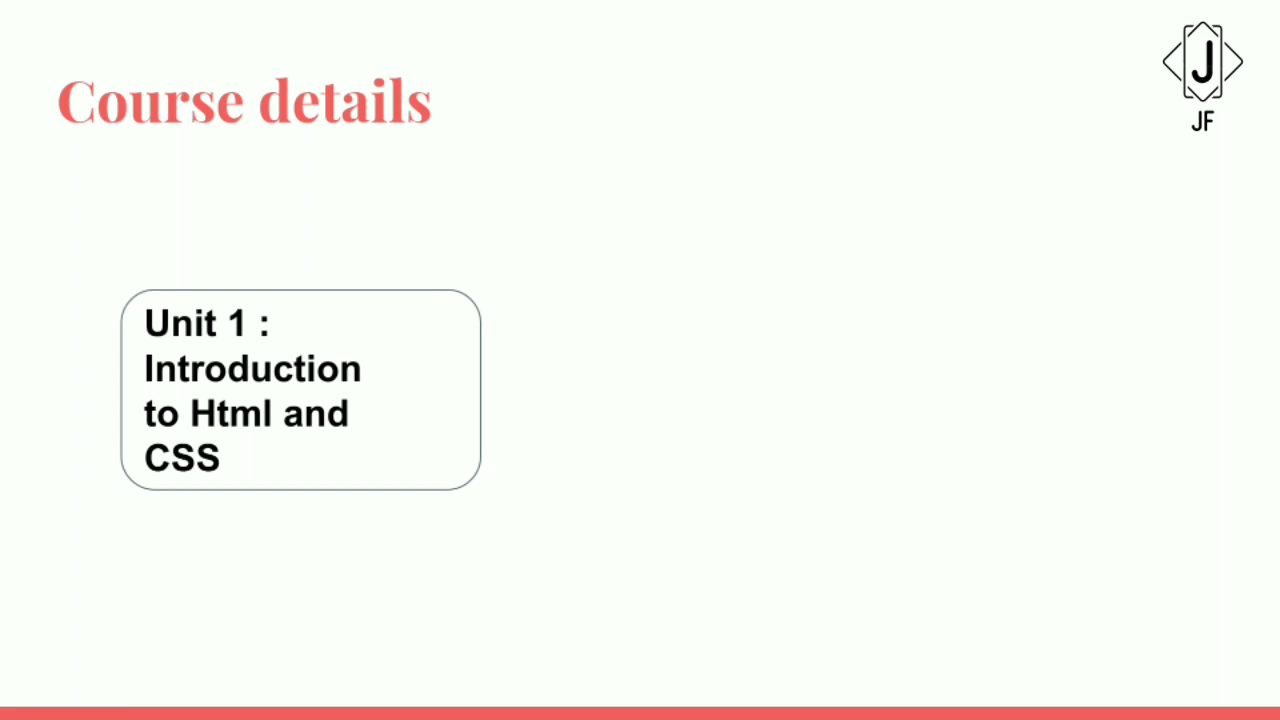 Course details
J
JF
Unit 1 :
Introduction
to Html and
CSS